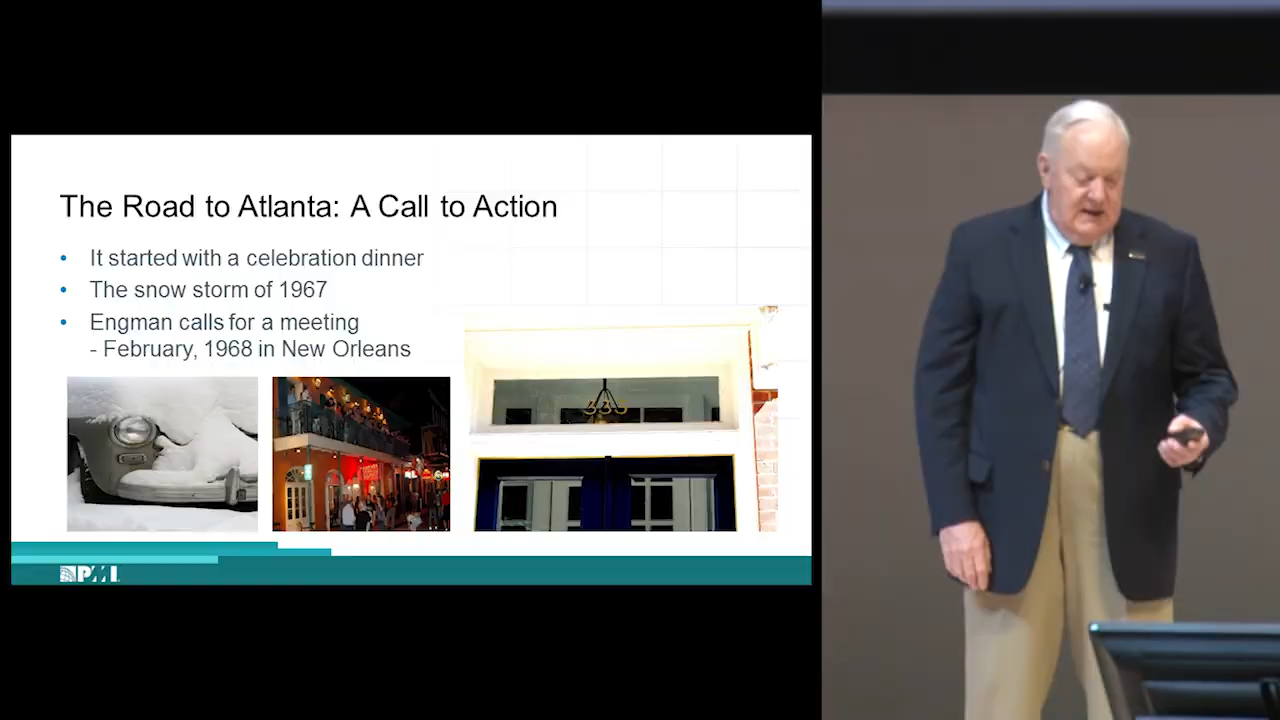 The Road to Atlanta: A Call to Action
• It started with a celebration dinner
• The snow storm of 1967
• Engman calls for a meeting
- February, 1968 in New Orleans
333
PMI